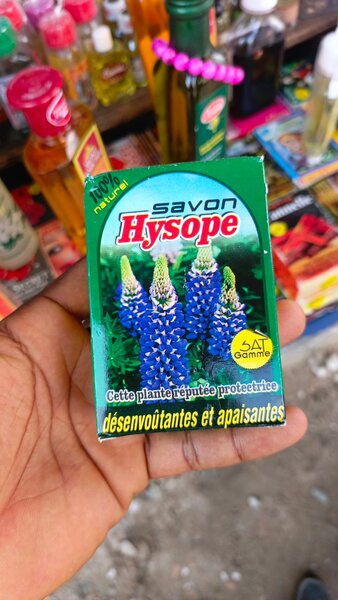 100%
naturel
savon
Hysope
SAT
Gamme
Cette plante réputée protectrice
désenvoûtantes et apaisantes